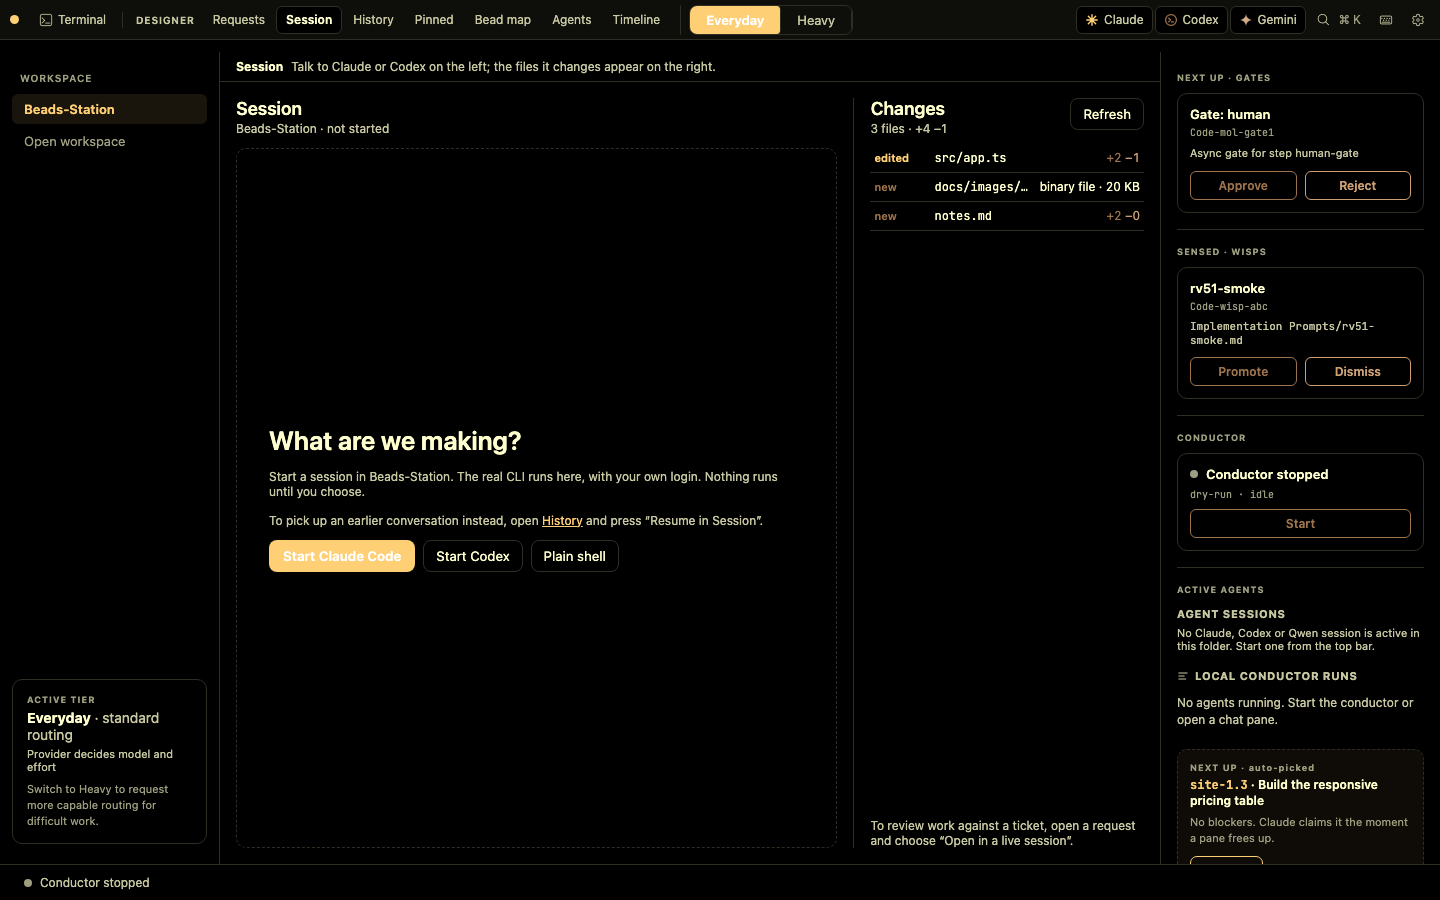 Terminal
DESIGNER
Requests
Session
History
Pinned
Bead map
Agents
Timeline
Everyday
Heavy
Claude
Codex
Gemini
⌘ K
WORKSPACE
Beads-Station
Open workspace
ACTIVE TIER
Everyday · standard
routing
Provider decides model and
effort
Switch to Heavy to request
more capable routing for
difficult work.
Session Talk to Claude or Codex on the left; the files it changes appear on the right.
Session
Beads-Station · not started
What are we making?
Start a session in Beads-Station. The real CLI runs here, with your own login. Nothing runs
until you choose.
To pick up an earlier conversation instead, open History and press “Resume in Session”.
Start Claude Code
Start Codex
Plain shell
Changes
3 files · +4 −1
Refresh
edited src/app.ts +2 −1
new docs/images/… binary file · 20 KB
new notes.md +2 −0
To review work against a ticket, open a request
and choose “Open in a live session”.
NEXT UP · GATES
Gate: human
Code-mol-gate1
Async gate for step human-gate
Approve
Reject
SENSED · WISPS
rv51-smoke
Code-wisp-abc
Implementation Prompts/rv51-
smoke.md
Promote
Dismiss
CONDUCTOR
Conductor stopped
dry-run · idle
Start
ACTIVE AGENTS
AGENT SESSIONS
No Claude, Codex or Qwen session is active in
this folder. Start one from the top bar.
LOCAL CONDUCTOR RUNS
No agents running. Start the conductor or
open a chat pane.
NEXT UP · auto-picked
site-1.3 · Build the responsive
pricing table
No blockers. Claude claims it the moment
a pane frees up.
Conductor stopped